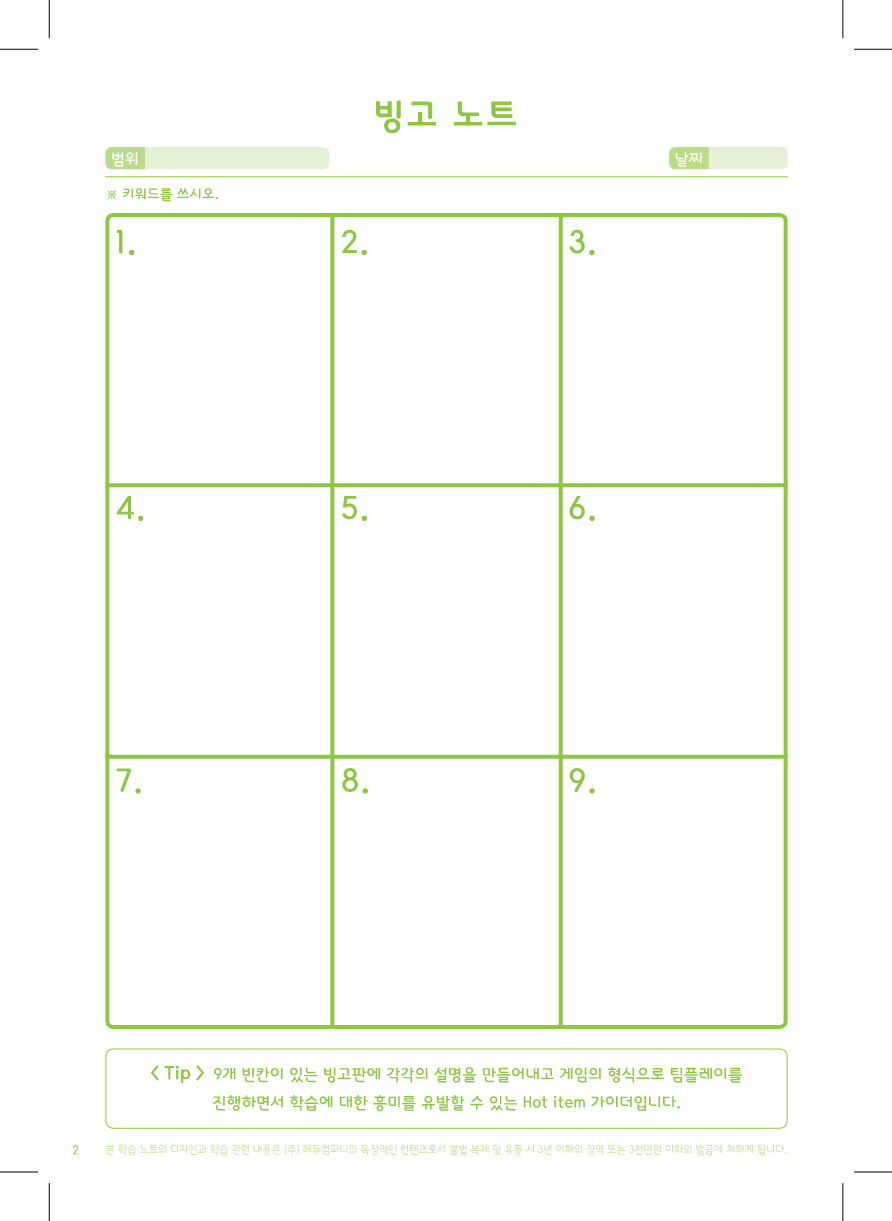 빙고 노트
범위
날짜
※ 키워드를 쓰시오.
1.
2.
3.
4.
5.
6.
7.
8.
9.
< Tip > 9개 빈칸이 있는 빙고판에 각각의 설명을 만들어내고 게임의 형식으로 팀플레이를
진행하면서 학습에 대한 흥미를 유발할 수 있는 Hot item 가이더입니다.
2
본 학습 노트의 디자인과 학습 관련 내용은 (주) 헤듀컴퍼니의 독창적인 컨텐츠로서 불법 복제 및 유통 시 3년 이하의 징역 또는 3천만원 이하의 벌금에 처하게 됩니다.